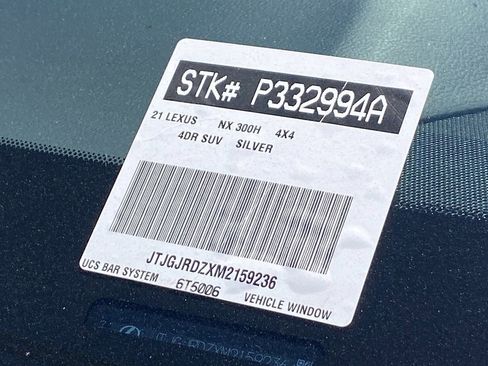 STK# P332994A
21 LEXUS NX 300H 4X4
4DR SUV SILVER
JTJGJRDZXM2159236
UCS BAR SYSTEM 6T5006 VEHICLE WINDOW